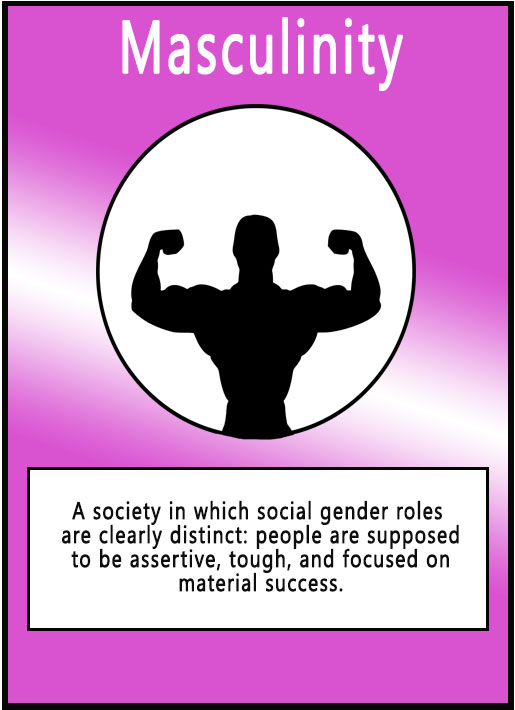 Masculinity
A society in which social gender roles
are clearly distinct: people are supposed
to be assertive, tough, and focused on
material success.